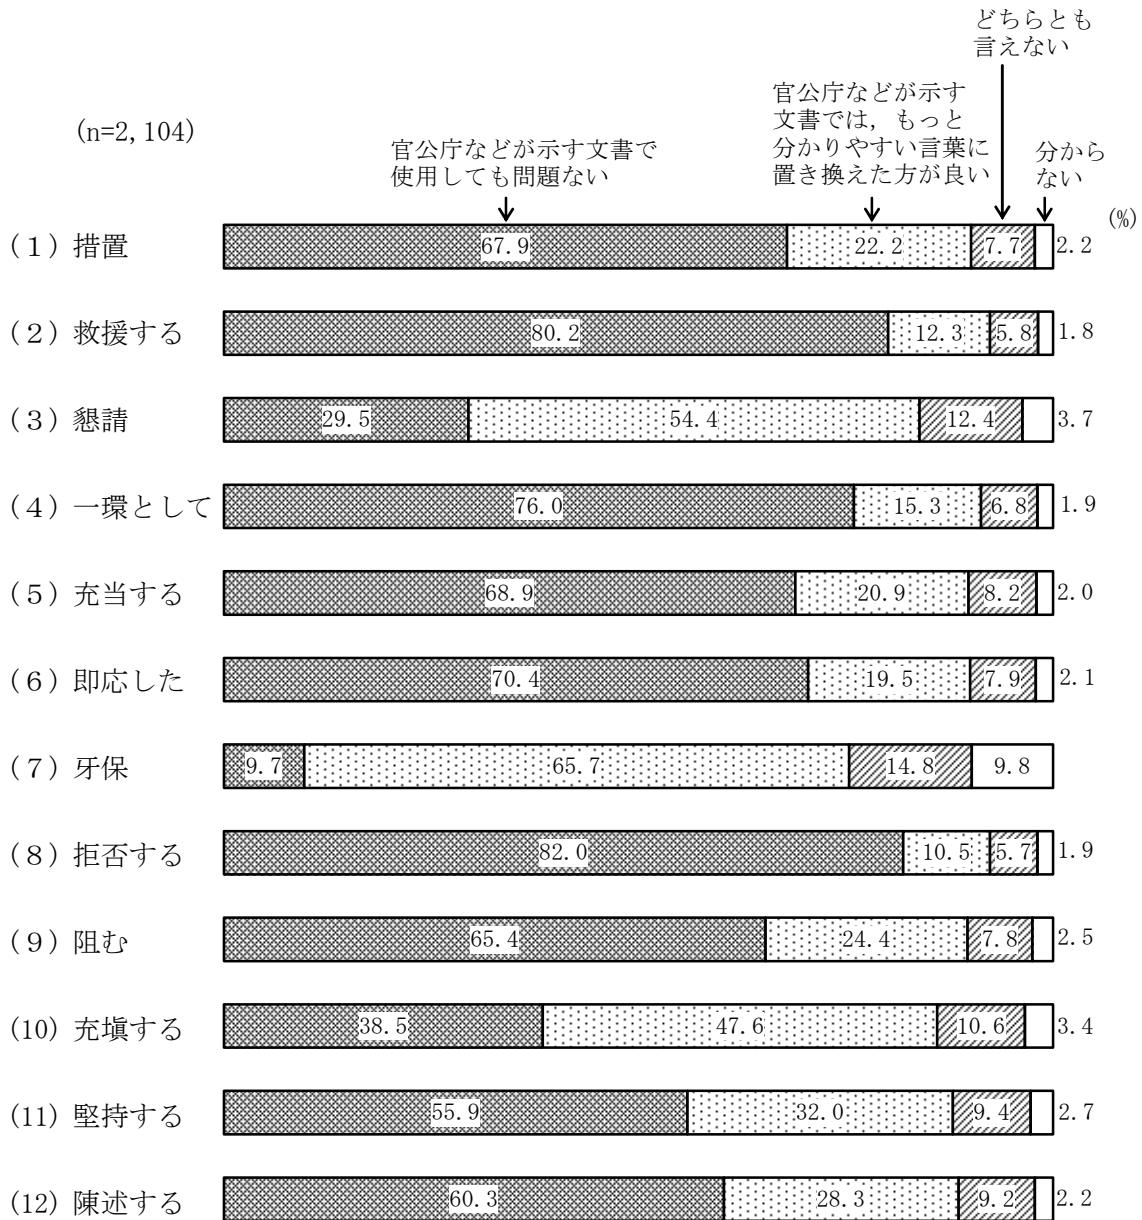 どちらとも
言えない
官公庁などが示す
文書では，もっと
分かりやすい言葉に
置き換えた方が良い
(n=2,104)
官公庁などが示す文書で
使用しても問題ない
分から
ない
(%)
(１) 措置 67.9 22.2 7.7 2.2
(２) 救援する 80.2 12.3 5.8 1.8
(３) 懇請 29.5 54.4 12.4 3.7
(４) 一環として 76.0 15.3 6.8 1.9
(５) 充当する 68.9 20.9 8.2 2.0
(６) 即応した 70.4 19.5 7.9 2.1
(７) 牙保 9.7 65.7 14.8 9.8
(８) 拒否する 82.0 10.5 5.7 1.9
(９) 阻む 65.4 24.4 7.8 2.5
(10) 充塡する 38.5 47.6 10.6 3.4
(11) 堅持する 55.9 32.0 9.4 2.7
(12) 陳述する 60.3 28.3 9.2 2.2